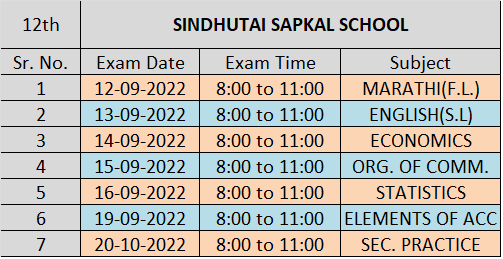 12th SINDHUTAI SAPKAL SCHOOL
Sr. No. Exam Date Exam Time Subject
1 12-09-2022 8:00 to 11:00 MARATHI(F.L.)
2 13-09-2022 8:00 to 11:00 ENGLISH(S.L)
3 14-09-2022 8:00 to 11:00 ECONOMICS
4 15-09-2022 8:00 to 11:00 ORG. OF COMM.
5 16-09-2022 8:00 to 11:00 STATISTICS
6 19-09-2022 8:00 to 11:00 ELEMENTS OF ACC
7 20-10-2022 8:00 to 11:00 SEC. PRACTICE